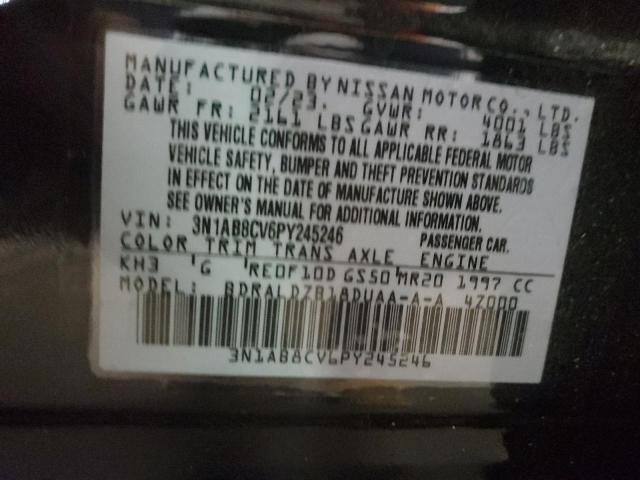 MANUFACTURED BY NISSAN MOTOR CO., LTD.
DATE: 02/23. GVWR: 4001 LBS
GAWR FR: 2161 LBS GAWR RR: 1863 LBS
THIS VEHICLE CONFORMS TO ALL APPLICABLE FEDERAL MOTOR
VEHICLE SAFETY, BUMPER AND THEFT PREVENTION STANDARDS
IN EFFECT ON THE DATE OF MANUFACTURE SHOWN ABOVE.
SEE OWNER'S MANUAL FOR ADDITIONAL INFORMATION.
VIN: 3N1AB8CV6PY245246 PASSENGER CAR.
COLOR TRIM TRANS AXLE ENGINE
KH3 'G 'RE0F10D GS50'MR20 1997 CC
MODEL: BDRALDZB18DUAA-A-A 4Z000
3N1AB8CV6PY245246